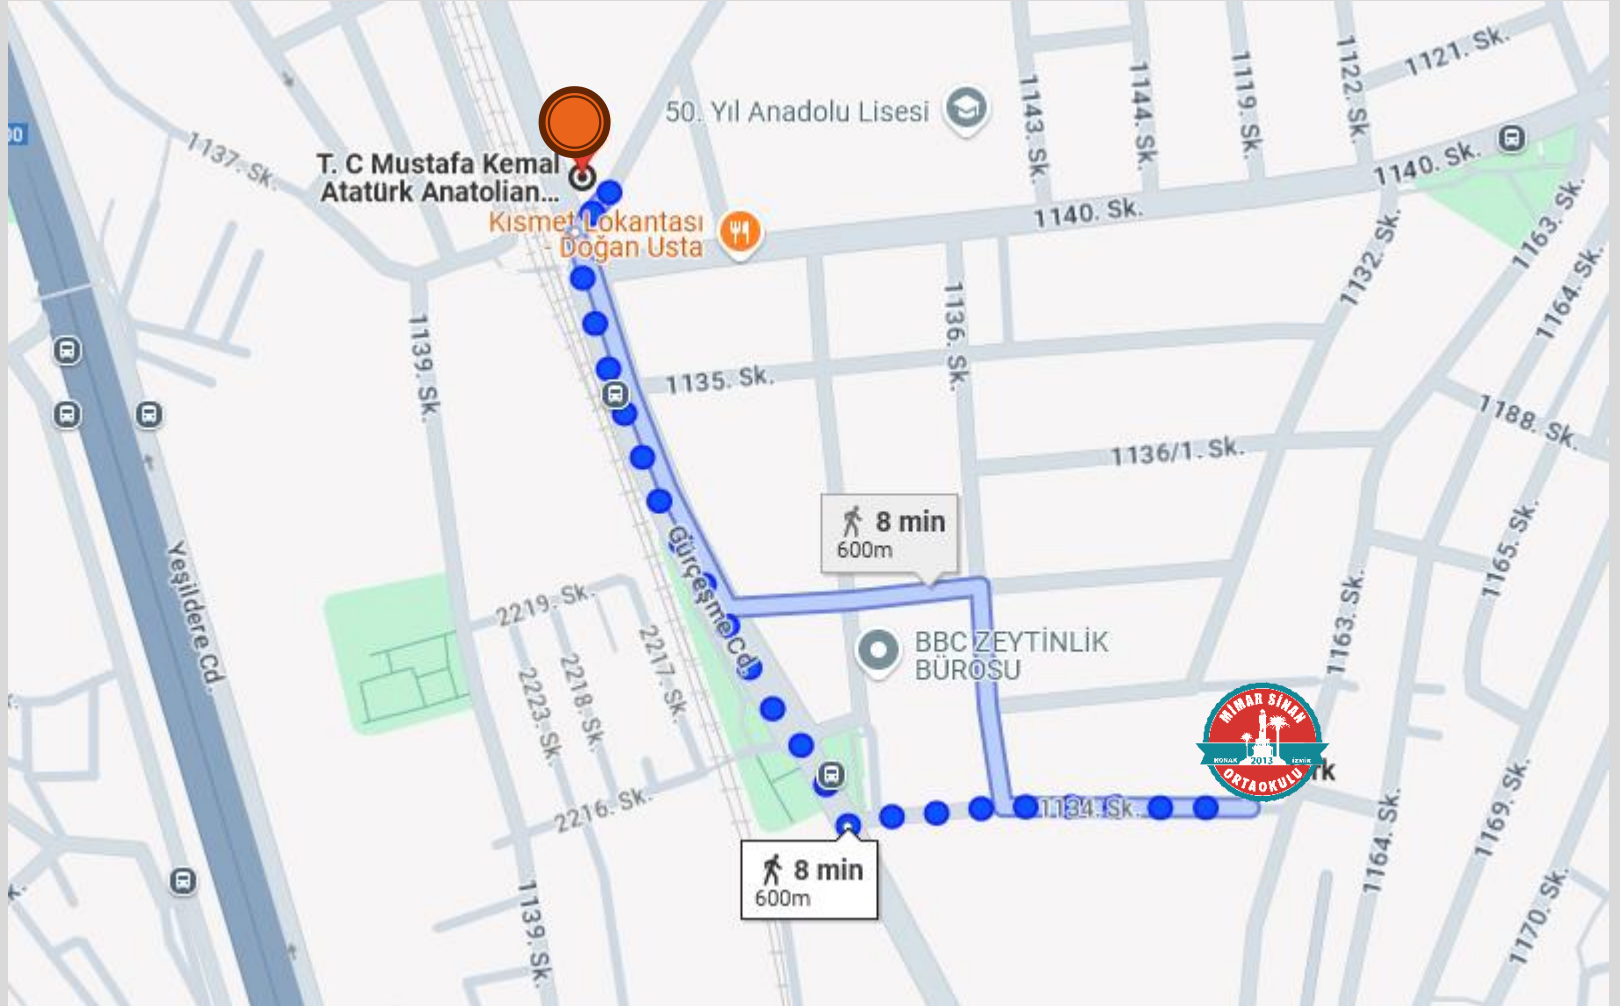 1121. Sk.
1122. Sk.
1119. Sk.
1144. Sk.
1143. Sk.
50. Yıl Anadolu Lisesi
1137. Sk.
T. C Mustafa Kemal
Atatürk Anatolian...
1140. Sk.
1140. Sk.
Kısmet Lokantası
- Doğan Usta
1163. Sk.
1132. Sk.
1164. Sk.
1136. Sk.
1139. Sk.
1135. Sk.
1188. Sk.
1136/1. Sk.
8 min
600m
Gürçeşme Cd.
Yeşildere Cd.
1165. Sk.
2219. Sk.
1163. Sk.
BBC ZEYTİNLİK
BÜROSU
2217. Sk.
2218. Sk.
2223. Sk.
MİMAR SİNAN
KONAK 2013 İZMİR
ORTAOKULU
rk
1134. Sk.
2216. Sk.
1169. Sk.
1164. Sk.
8 min
600m
1139. Sk.
1170. Sk.